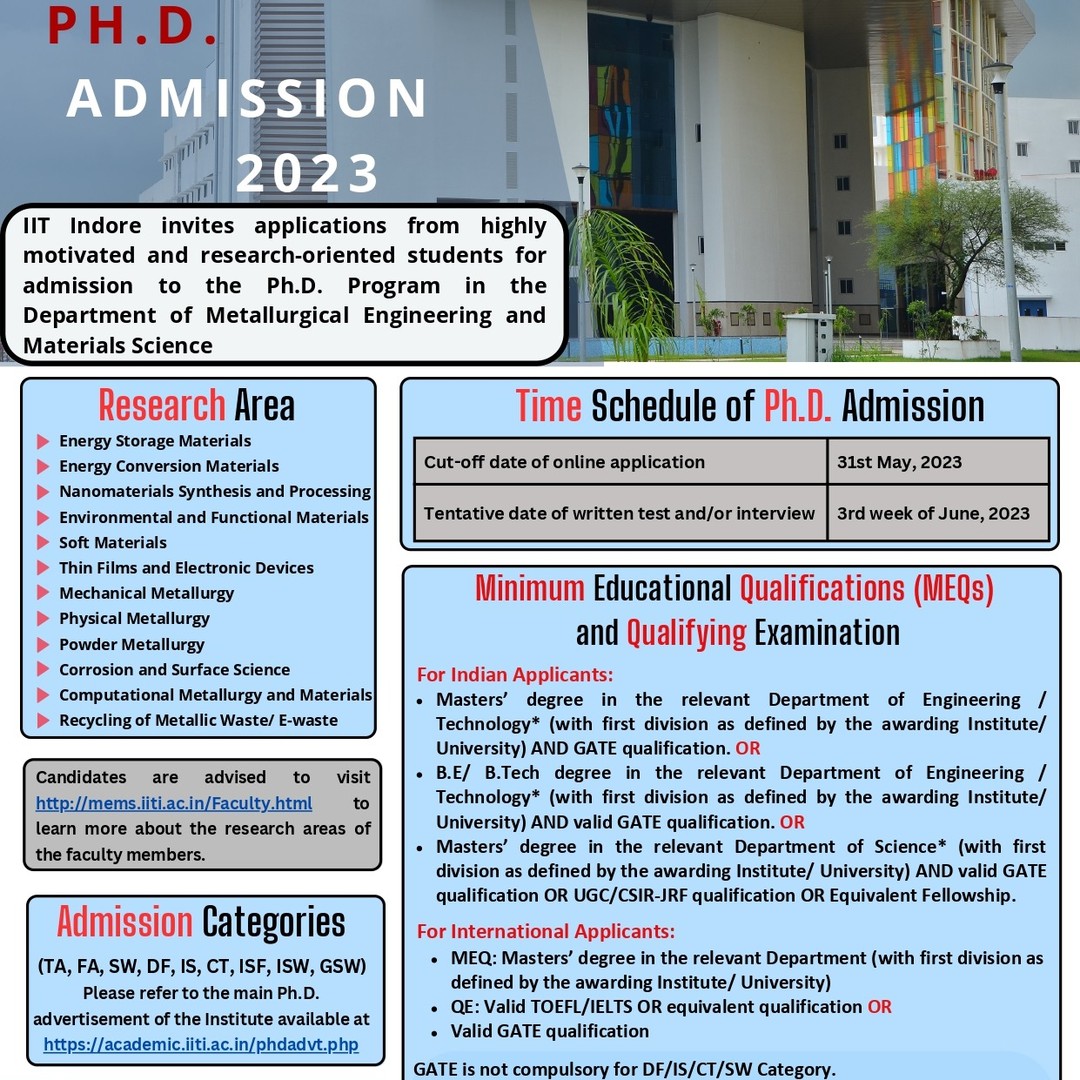 PH.D.
ADMISSION
2023
IIT Indore invites applications from highly
motivated and research-oriented students for
admission to the Ph.D. Program in the
Department of Metallurgical Engineering and
Materials Science
Research Area
Energy Storage Materials
Energy Conversion Materials
Nanomaterials Synthesis and Processing
Environmental and Functional Materials
Soft Materials
Thin Films and Electronic Devices
Mechanical Metallurgy
Physical Metallurgy
Powder Metallurgy
Corrosion and Surface Science
Computational Metallurgy and Materials
Recycling of Metallic Waste/ E-waste
Candidates are advised to visit
http://mems.iiti.ac.in/Faculty.html to
learn more about the research areas of
the faculty members.
Admission Categories
(TA, FA, SW, DF, IS, CT, ISF, ISW, GSW)
Please refer to the main Ph.D.
advertisement of the Institute available at
https://academic.iiti.ac.in/phdadvt.php
Time Schedule of Ph.D. Admission
Cut-off date of online application 31st May, 2023
Tentative date of written test and/or interview 3rd week of June, 2023
Minimum Educational Qualifications (MEQs)
and Qualifying Examination
For Indian Applicants:
• Masters’ degree in the relevant Department of Engineering /
Technology* (with first division as defined by the awarding Institute/
University) AND GATE qualification. OR
• B.E/ B.Tech degree in the relevant Department of Engineering /
Technology* (with first division as defined by the awarding Institute/
University) AND valid GATE qualification. OR
• Masters’ degree in the relevant Department of Science* (with first
division as defined by the awarding Institute/ University) AND valid GATE
qualification OR UGC/CSIR-JRF qualification OR Equivalent Fellowship.
For International Applicants:
• MEQ: Masters’ degree in the relevant Department (with first division as
defined by the awarding Institute/ University)
• QE: Valid TOEFL/IELTS OR equivalent qualification OR
• Valid GATE qualification
GATE is not compulsory for DF/IS/CT/SW Category.